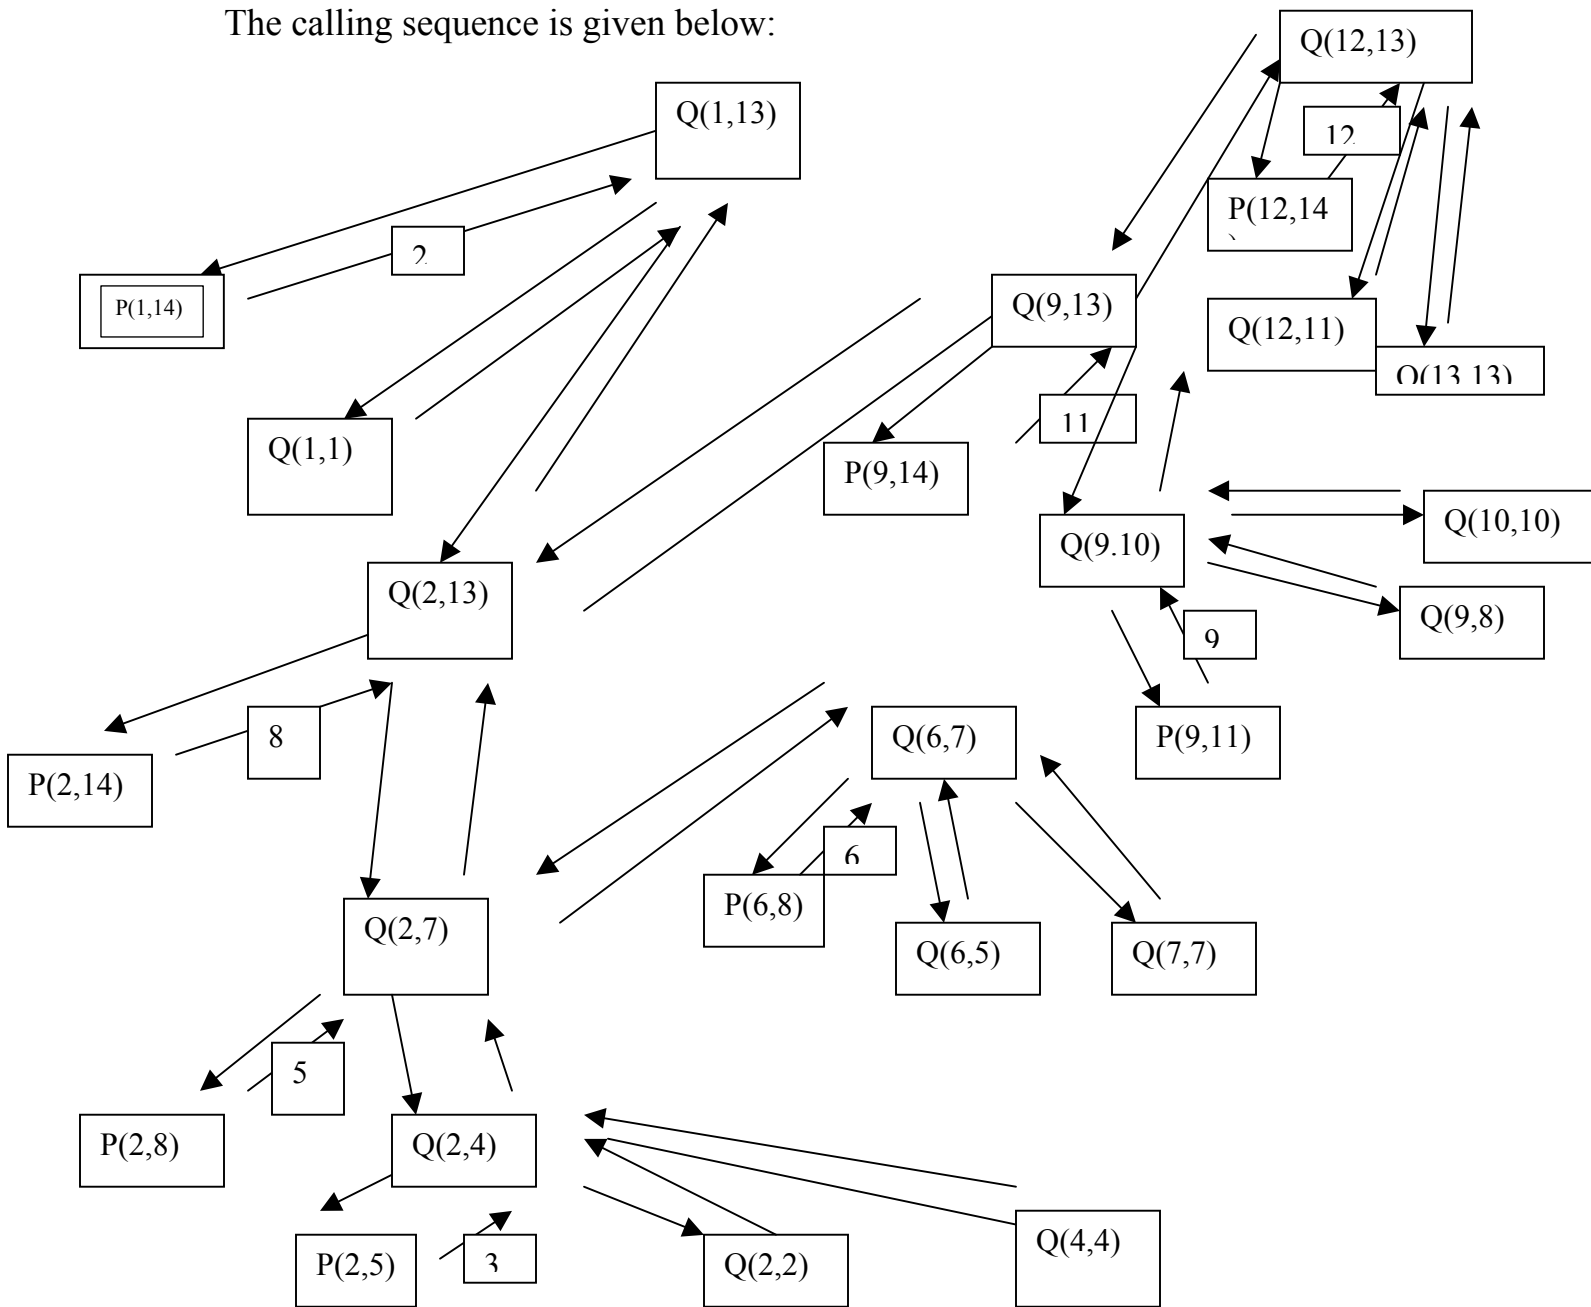 The calling sequence is given below:
Q(12,13)
Q(1,13)
12
P(12,14
2
P(1,14)
Q(9,13)
Q(12,11)
Q(13,13)
11
Q(1,1)
P(9,14)
Q(10,10)
Q(9.10)
Q(2,13)
Q(9,8)
9
8
Q(6,7)
P(9,11)
P(2,14)
6
P(6,8)
Q(2,7)
Q(6,5)
Q(7,7)
5
P(2,8)
Q(2,4)
Q(4,4)
P(2,5)
3
Q(2,2)